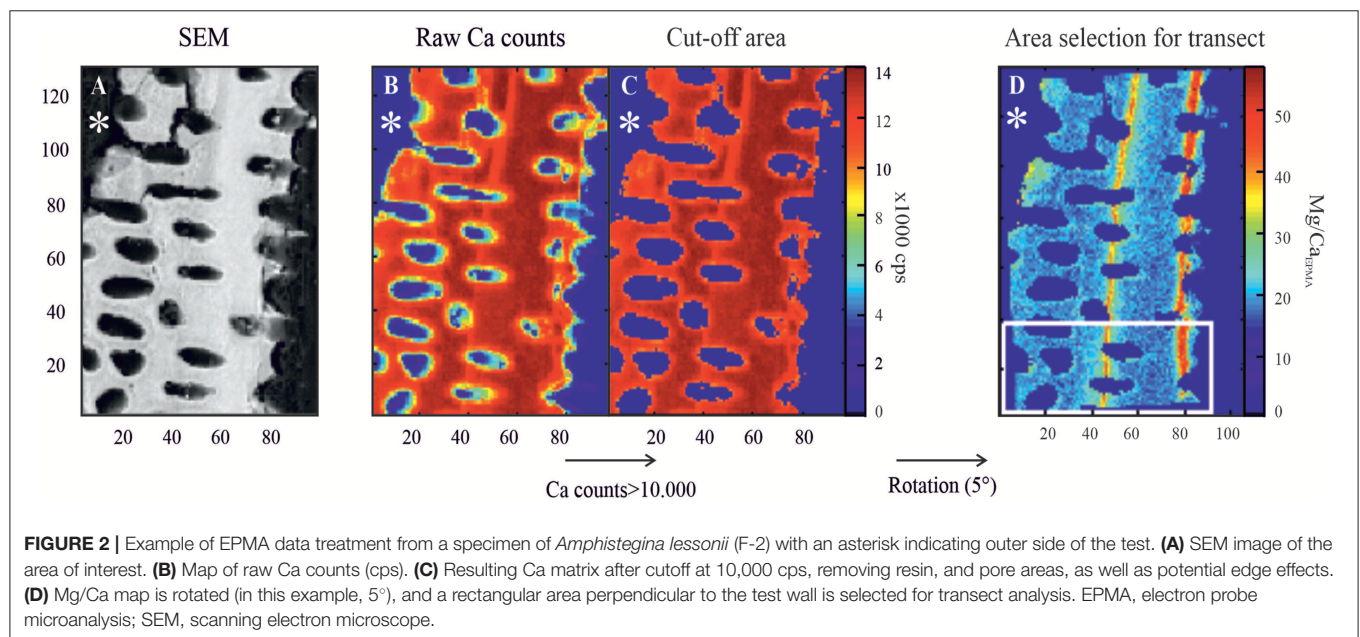 SEM
Raw Ca counts
Cut-off area
Area selection for transect
A
*
120
100
80
60
40
20
20 40 60 80
B
*
20 40 60 80
C
*
20 40 60 80
14
12
10
8
6
4
2
0
x1000 cps
D
*
20 40 60 80 100
50
40
30
20
10
0
Mg/Ca EPMA
Ca counts>10.000
Rotation (5°)
FIGURE 2 | Example of EPMA data treatment from a specimen of Amphistegina lessonii (F-2) with an asterisk indicating outer side of the test. (A) SEM image of the
area of interest. (B) Map of raw Ca counts (cps). (C) Resulting Ca matrix after cutoff at 10,000 cps, removing resin, and pore areas, as well as potential edge effects.
(D) Mg/Ca map is rotated (in this example, 5°), and a rectangular area perpendicular to the test wall is selected for transect analysis. EPMA, electron probe
microanalysis; SEM, scanning electron microscope.